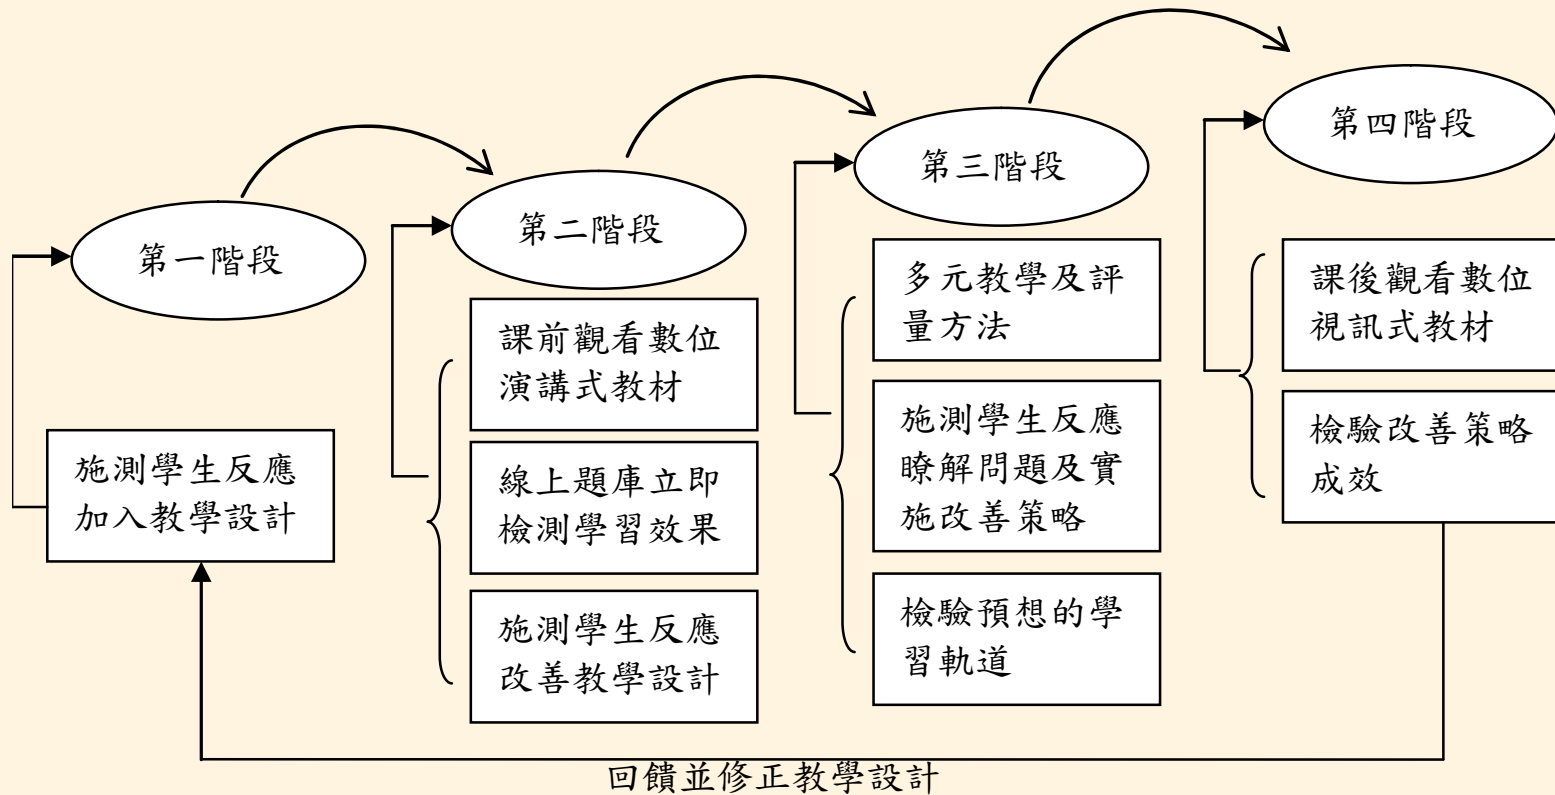 第一階段
施測學生反應
加入教學設計
第二階段
課前觀看數位
演講式教材
線上題庫立即
檢測學習效果
施測學生反應
改善教學設計
第三階段
多元教學及評
量方法
施測學生反應
瞭解問題及實
施改善策略
檢驗預想的學
習軌道
第四階段
課後觀看數位
視訊式教材
檢驗改善策略
成效
回饋並修正教學設計